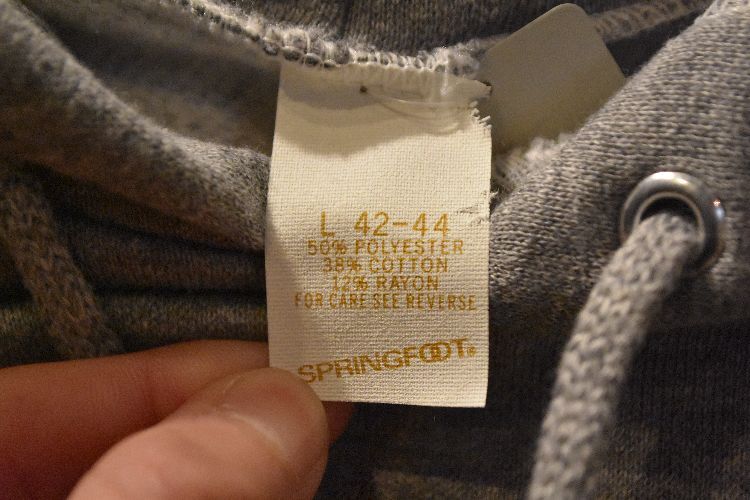 L 42-44
50% POLYESTER
38% COTTON
12% RAYON
FOR CARE SEE REVERSE
SPRINGFOOT®